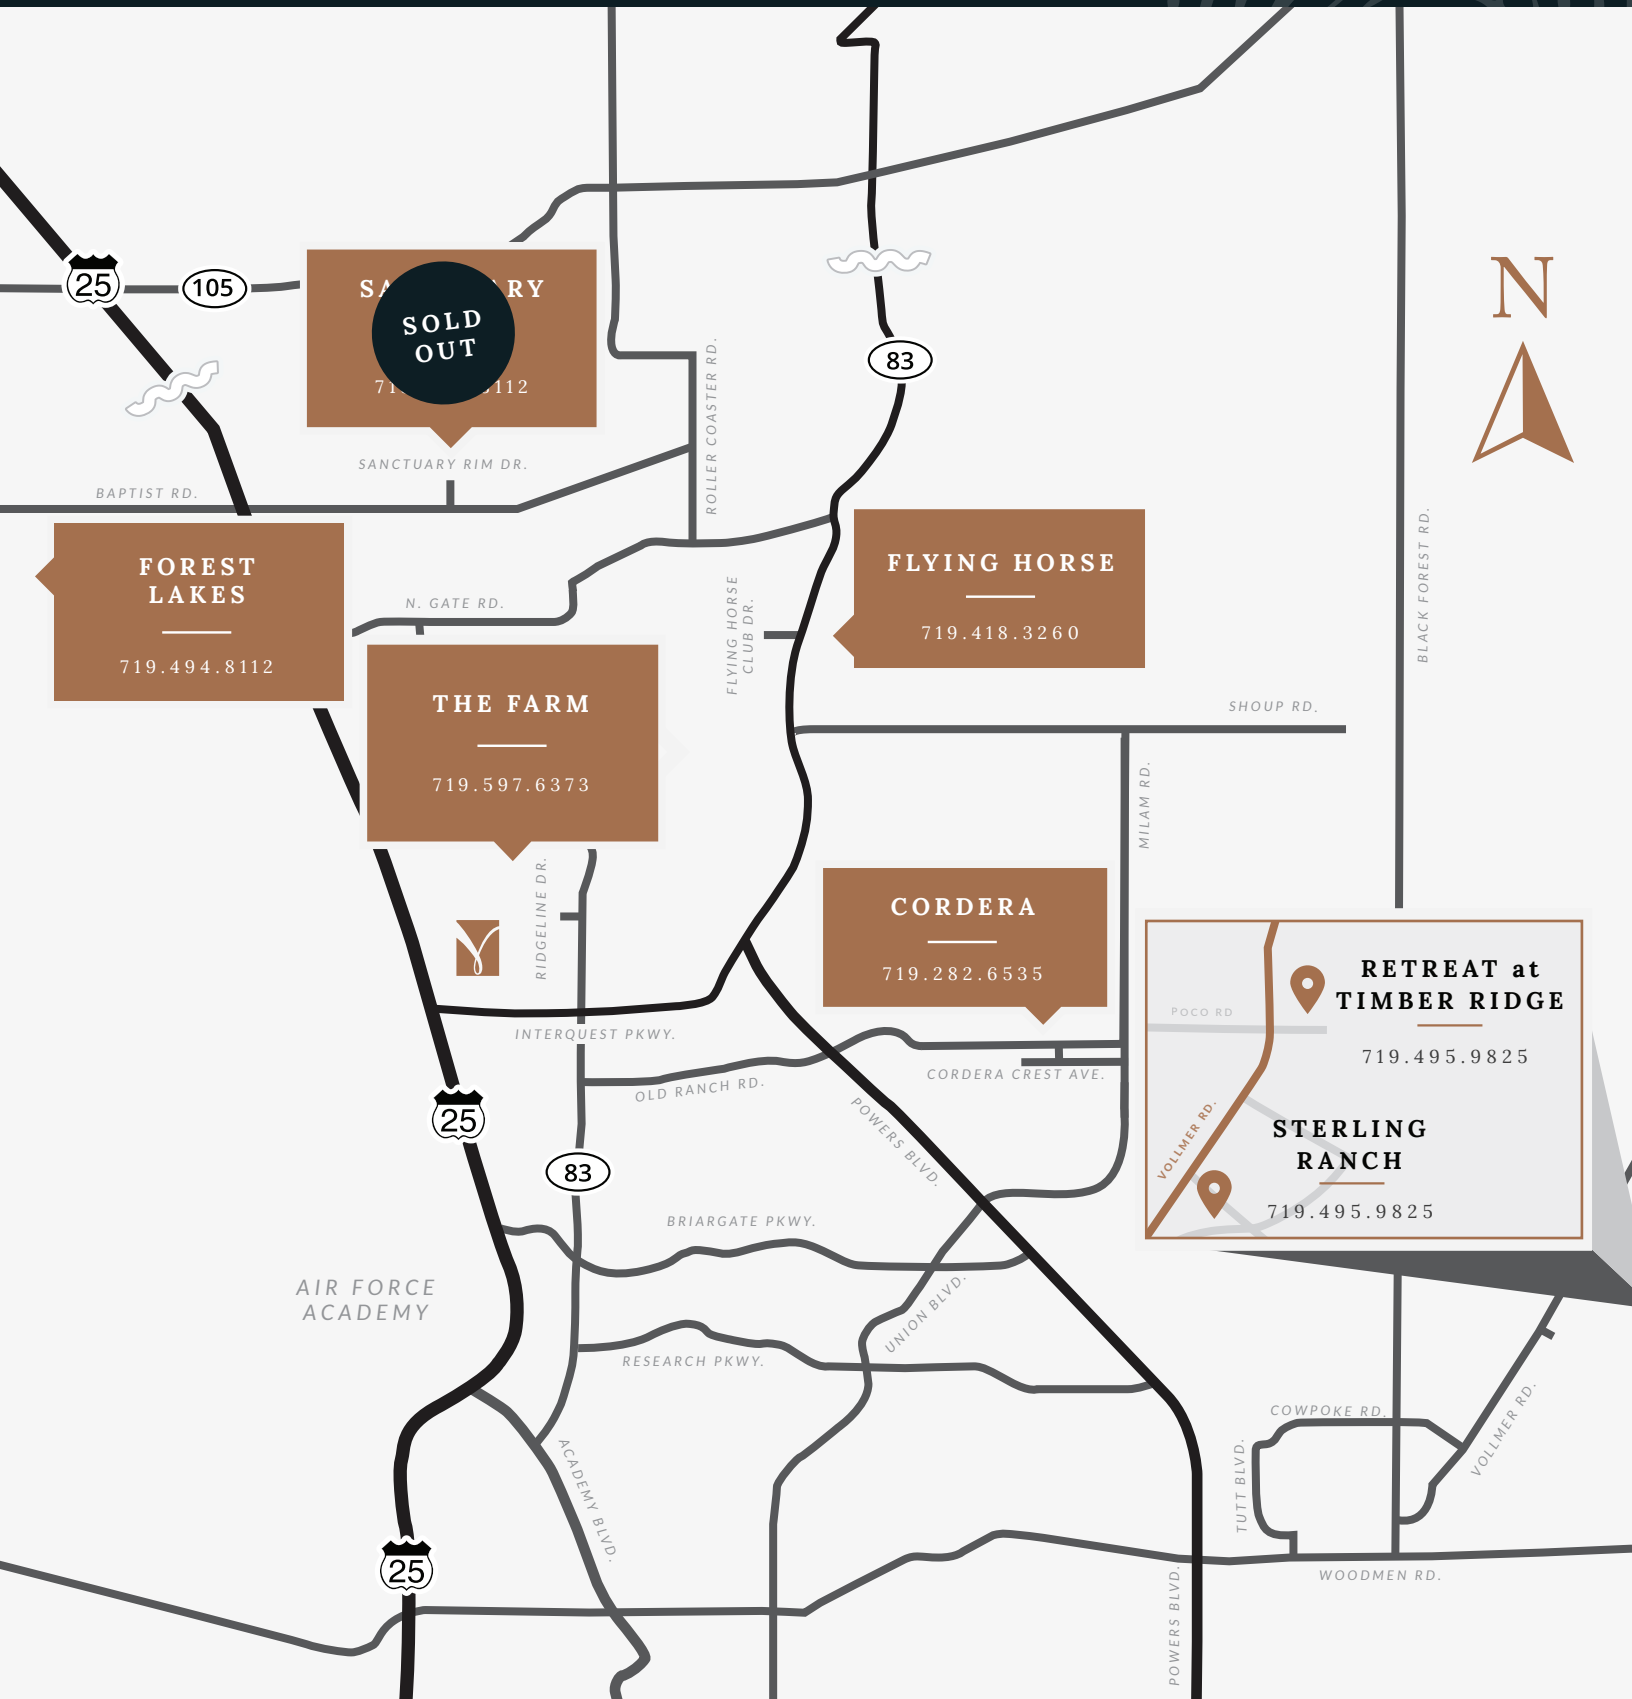 N
25
105
SOLD
OUT
83
ROLLER COASTER RD.
SANCTUARY RIM DR.
BAPTIST RD.
FOREST
LAKES
719.494.8112
N. GATE RD.
FLYING HORSE
CLUB DR.
FLYING HORSE
719.418.3260
BLACK FOREST RD.
THE FARM
719.597.6373
SHOUP RD.
MILAM RD.
RIDGELINE DR.
CORDERA
719.282.6535
INTERQUEST PKWY.
OLD RANCH RD.
CORDERA CREST AVE.
RETREAT at
TIMBER RIDGE
719.495.9825
POCO RD
VOLLMER RD.
STERLING
RANCH
719.495.9825
25
83
POWERS BLVD.
BRIARGATE PKWY.
AIR FORCE
ACADEMY
UNION BLVD.
RESEARCH PKWY.
ACADEMY BLVD.
COWPOKE RD.
VOLLMER RD.
TUTT BLVD.
25
WOODMEN RD.
POWERS BLVD.